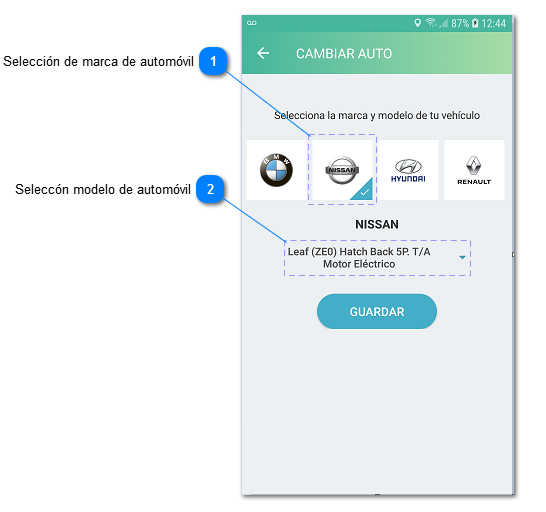 87% 12:44
CAMBIAR AUTO
Selección de marca de automóvil 1
Selecciona la marca y modelo de tu vehículo
BMW
NISSAN
HYUNDAI
RENAULT
Seleccón modelo de automóvil 2
NISSAN
Leaf (ZE0) Hatch Back 5P. T/A
Motor Eléctrico
GUARDAR